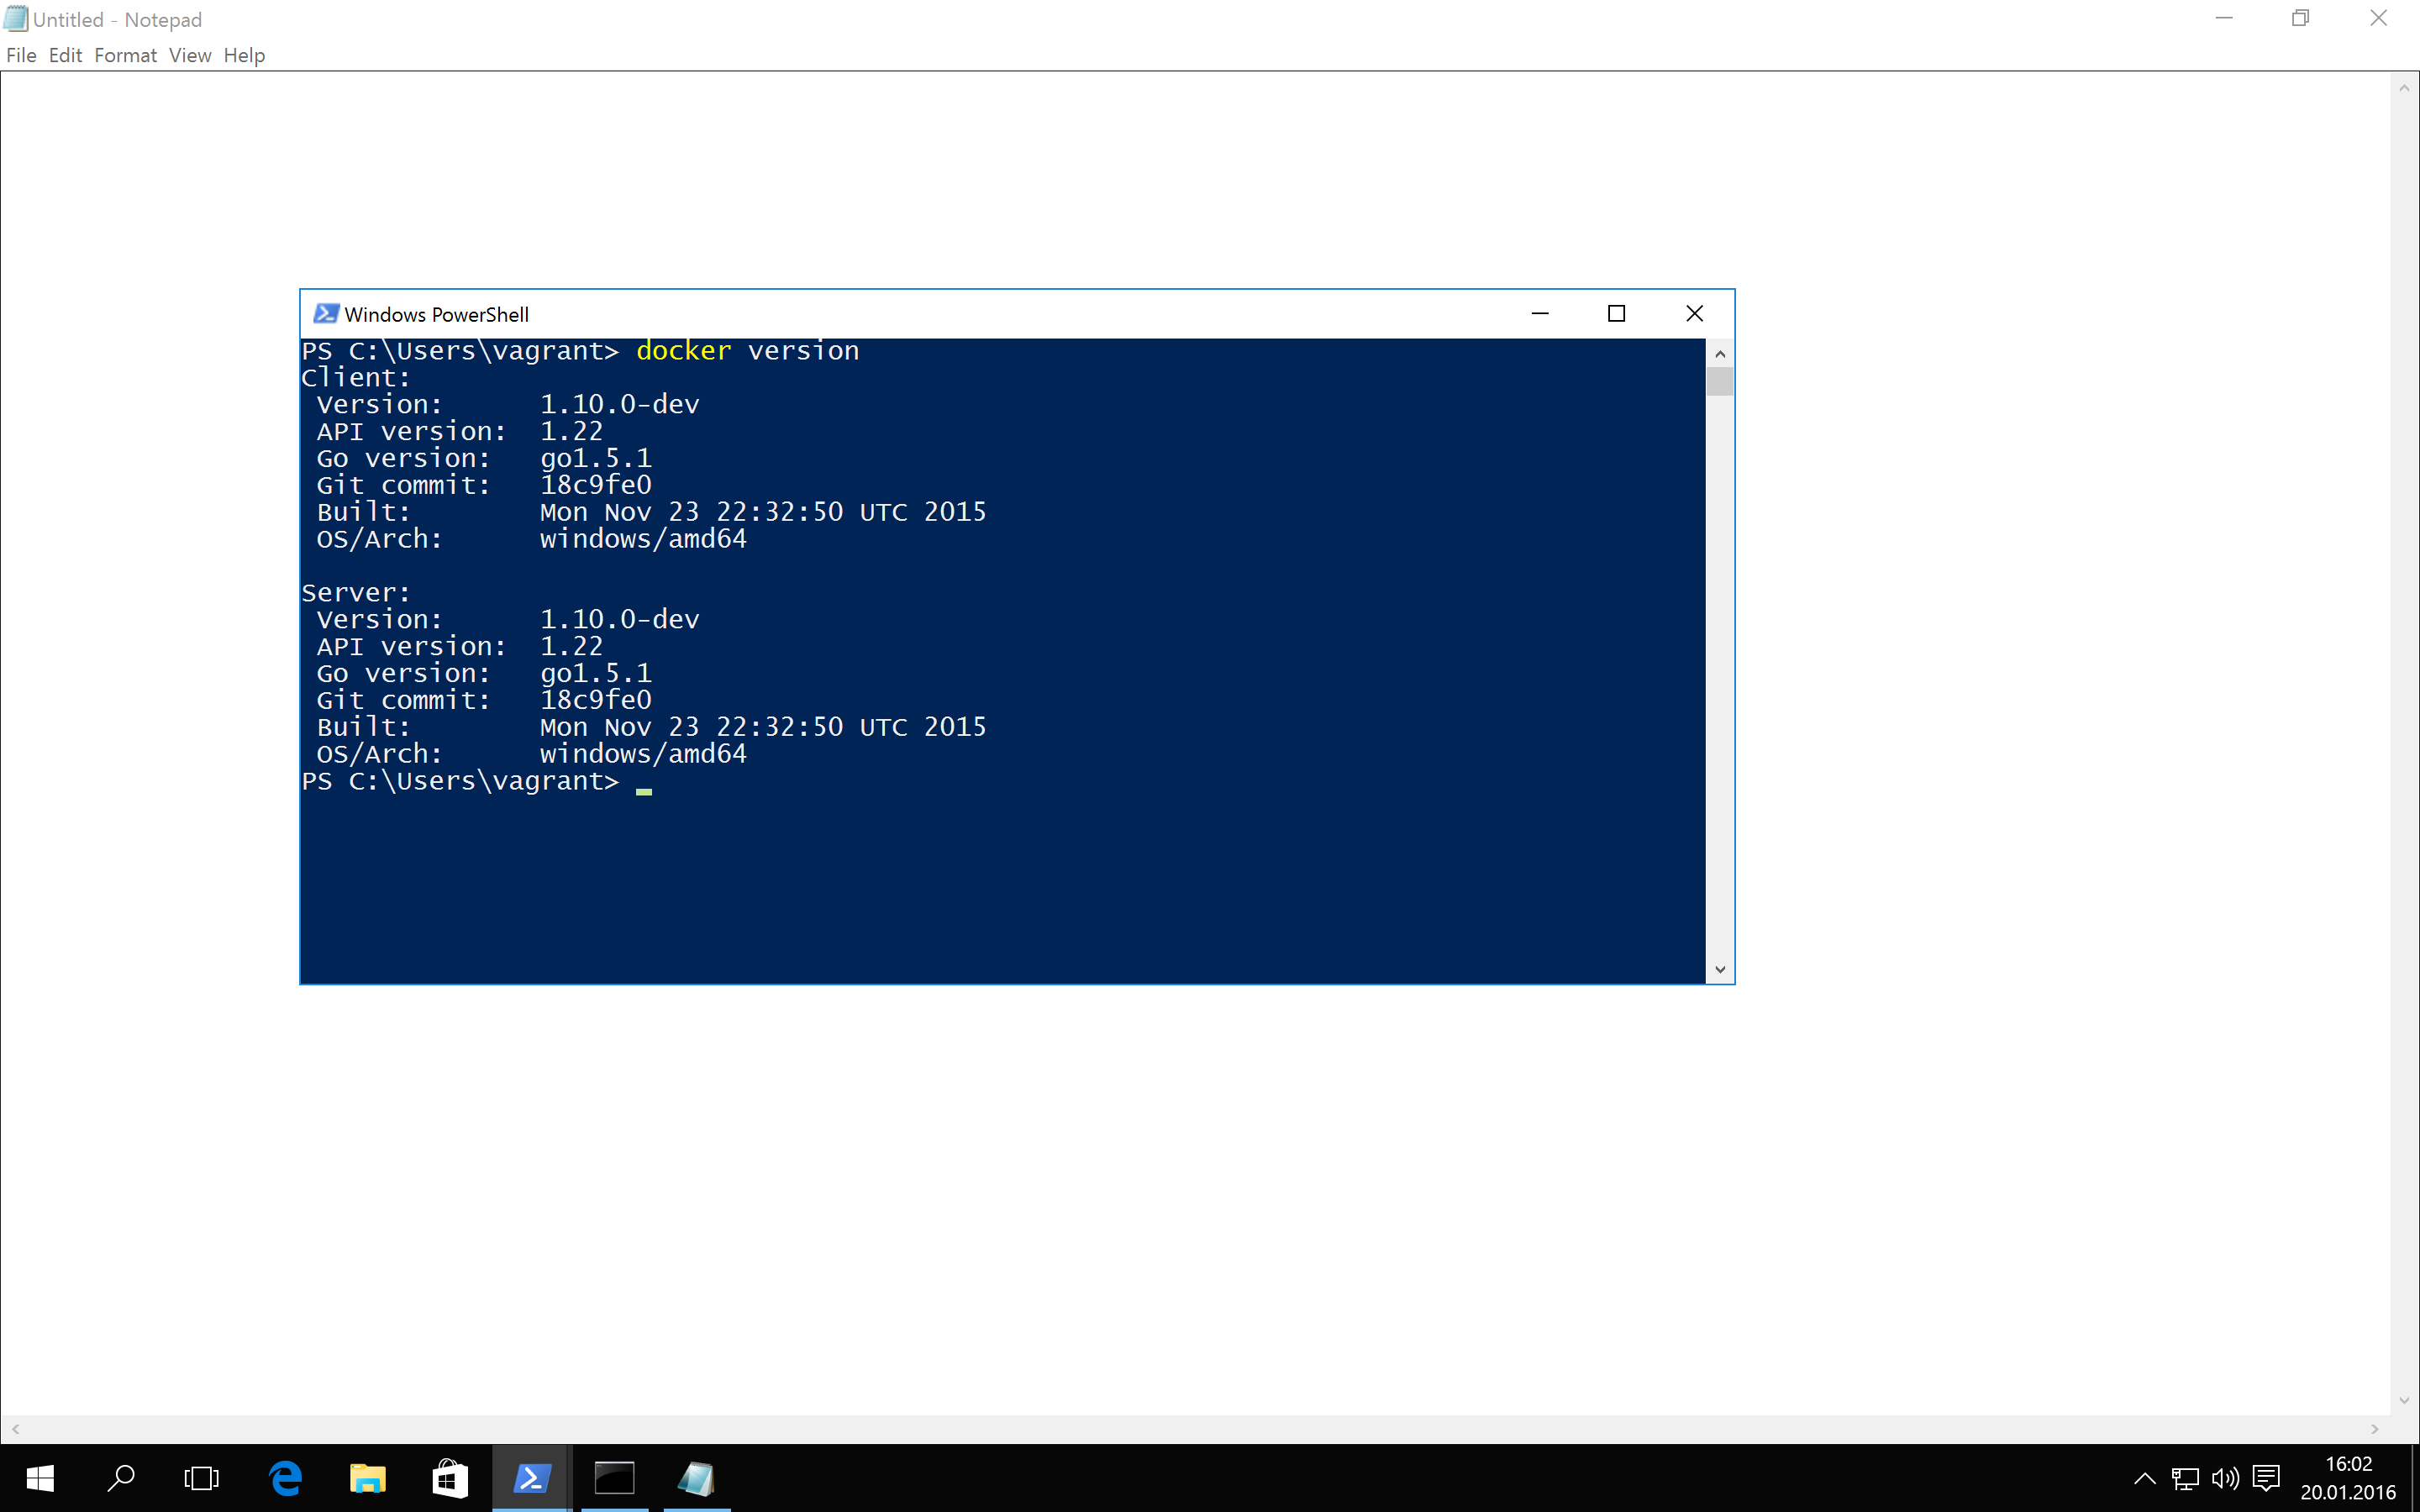 Untitled - Notepad
File Edit Format View Help
Windows PowerShell
PS C:\Users\vagrant> docker version
Client:
 Version:      1.10.0-dev
 API version:  1.22
 Go version:   go1.5.1
 Git commit:   18c9fe0
 Built:        Mon Nov 23 22:32:50 UTC 2015
 OS/Arch:      windows/amd64

Server:
 Version:      1.10.0-dev
 API version:  1.22
 Go version:   go1.5.1
 Git commit:   18c9fe0
 Built:        Mon Nov 23 22:32:50 UTC 2015
 OS/Arch:      windows/amd64
PS C:\Users\vagrant>
16:02
20.01.2016